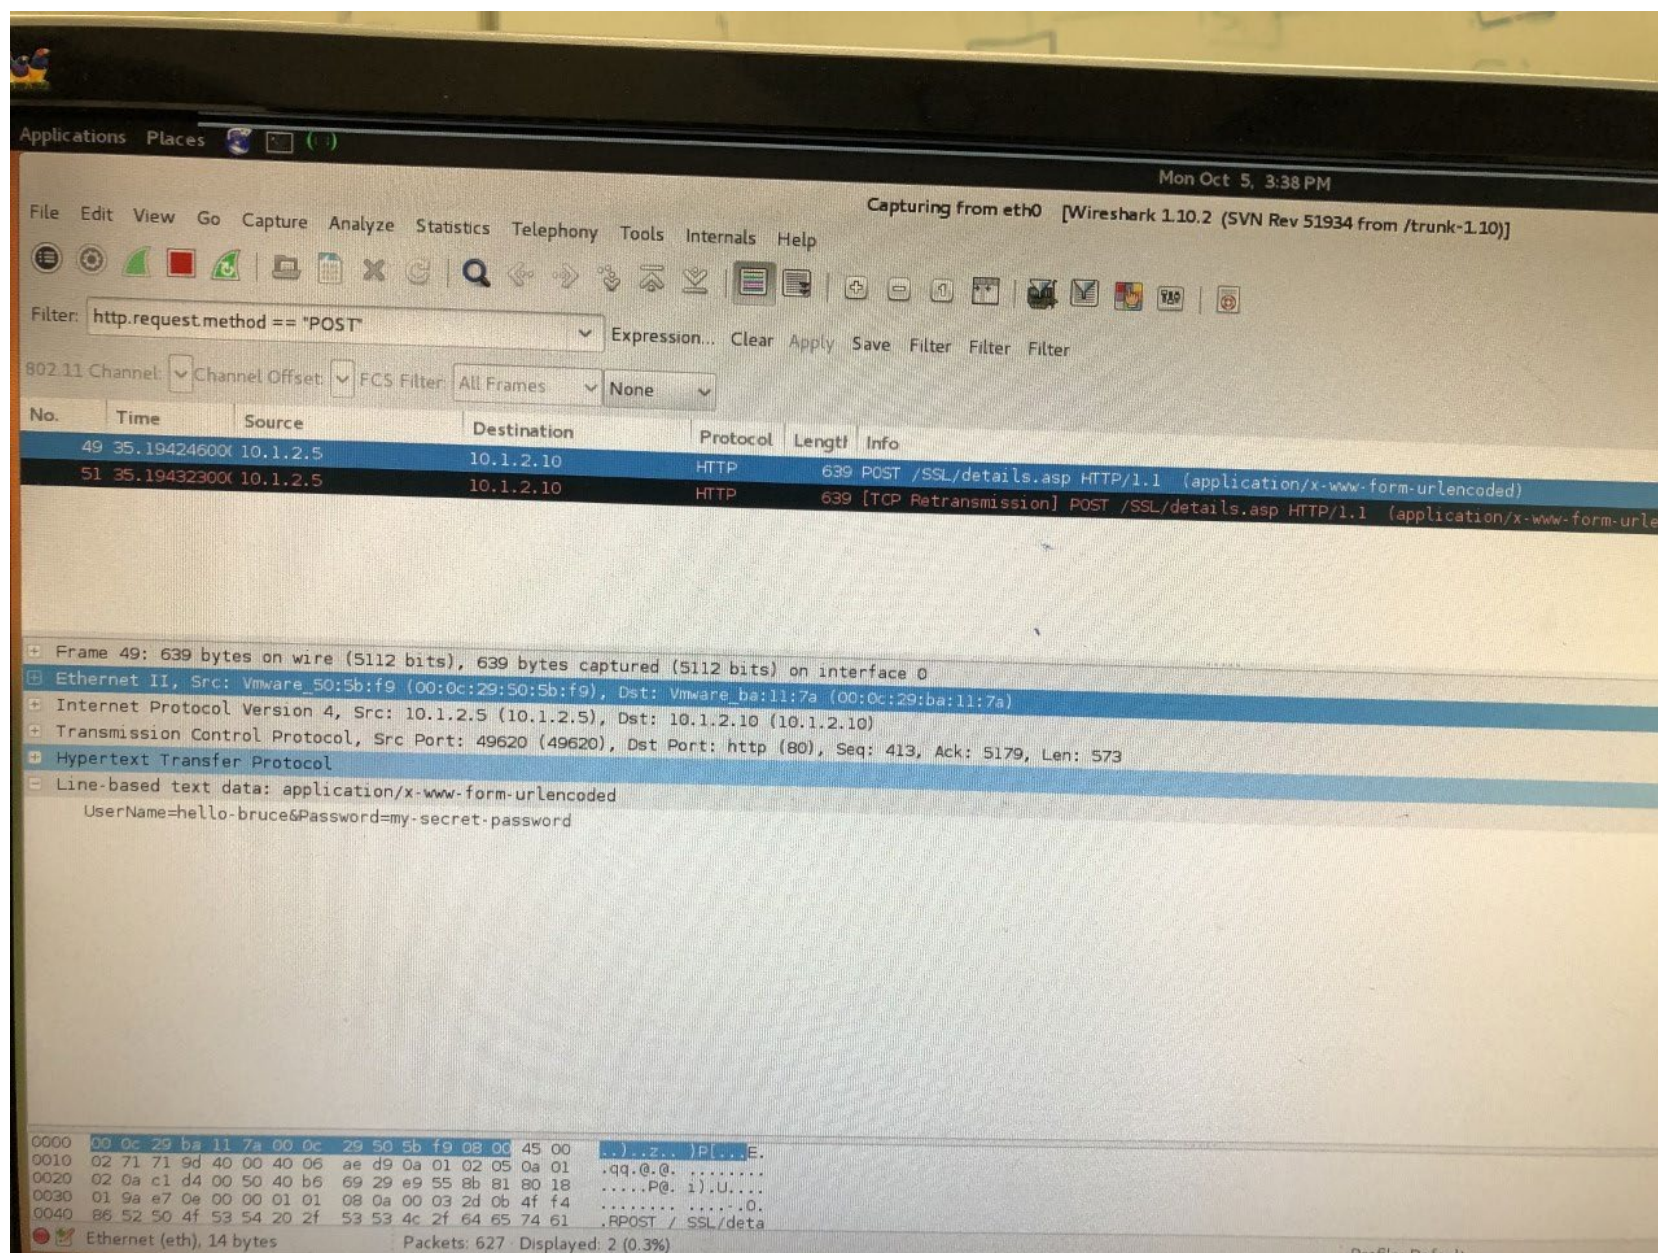 Applications Places
Mon Oct 5, 3:38 PM
Capturing from eth0 [Wireshark 1.10.2 (SVN Rev 51934 from /trunk-1.10)]
File Edit View Go Capture Analyze Statistics Telephony Tools Internals Help
Filter: http.request.method == "POST" Expression... Clear Apply Save Filter Filter Filter
802.11 Channel: Channel Offset: FCS Filter: All Frames None
No. Time Source Destination Protocol Length Info
49 35.19424600( 10.1.2.5 10.1.2.10 HTTP 639 POST /SSL/details.asp HTTP/1.1 (application/x-www-form-urlencoded)
51 35.19432300( 10.1.2.5 10.1.2.10 HTTP 639 [TCP Retransmission] POST /SSL/details.asp HTTP/1.1 (application/x-www-form-urle
Frame 49: 639 bytes on wire (5112 bits), 639 bytes captured (5112 bits) on interface 0
Ethernet II, Src: Vmware_50:5b:f9 (00:0c:29:50:5b:f9), Dst: Vmware_ba:11:7a (00:0c:29:ba:11:7a)
Internet Protocol Version 4, Src: 10.1.2.5 (10.1.2.5), Dst: 10.1.2.10 (10.1.2.10)
Transmission Control Protocol, Src Port: 49620 (49620), Dst Port: http (80), Seq: 413, Ack: 5179, Len: 573
Hypertext Transfer Protocol
Line-based text data: application/x-www-form-urlencoded
UserName=hello-bruce&Password=my-secret-password
0000 00 0c 29 ba 11 7a 00 0c 29 50 5b f9 08 00 45 00 ..)..z.. )P[...E.
0010 02 71 71 9d 40 00 40 06 ae d9 0a 01 02 05 0a 01 .qq.@.@. ........
0020 02 0a c1 d4 00 50 40 b6 69 29 e9 55 8b 81 80 18 .....P@. i).U....
0030 01 9a e7 0e 00 00 01 01 08 0a 00 03 2d 0b 4f f4 ........ ....-.O.
0040 86 52 50 4f 53 54 20 2f 53 53 4c 2f 64 65 74 61 .RPOST / SSL/deta
Ethernet (eth), 14 bytes Packets: 627 · Displayed: 2 (0.3%)